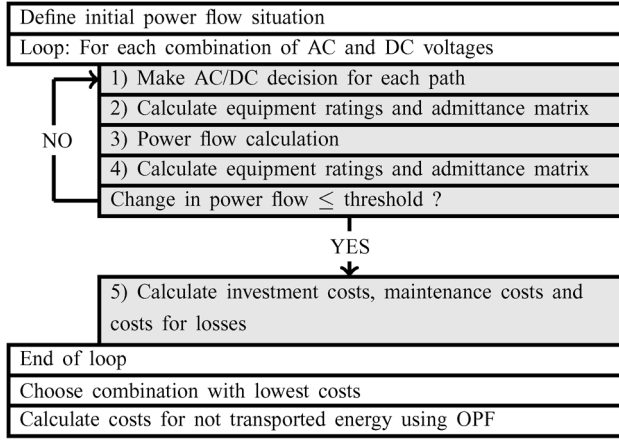 Define initial power flow situation
Loop: For each combination of AC and DC voltages
1) Make AC/DC decision for each path
2) Calculate equipment ratings and admittance matrix
NO
3) Power flow calculation
4) Calculate equipment ratings and admittance matrix
Change in power flow ≤ threshold ?
YES
5) Calculate investment costs, maintenance costs and
costs for losses
End of loop
Choose combination with lowest costs
Calculate costs for not transported energy using OPF